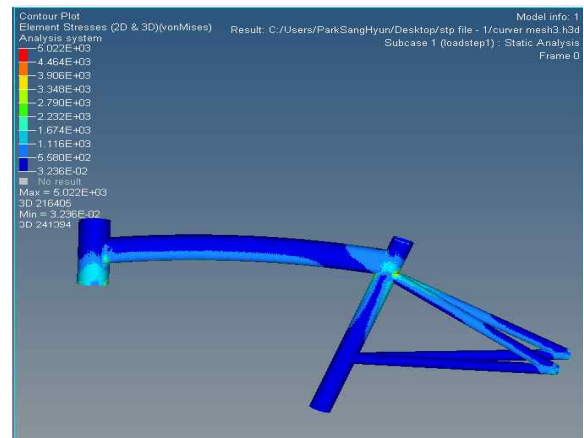 Contour Plot
Element Stresses (2D & 3D)(vonMises)
Analysis system
5.022E+03
4.464E+03
3.906E+03
3.348E+03
2.790E+03
2.232E+03
1.674E+03
1.116E+03
5.580E+02
3.236E-02
No result
Max = 5.022E+03
3D 216405
Min = 3.236E-02
3D 241394
Model info: 1
Result: C:/Users/ParkSangHyun/Desktop/stp file - 1/curver mesh3.h3d
Subcase 1 (loadstep1) : Static Analysis
Frame 0